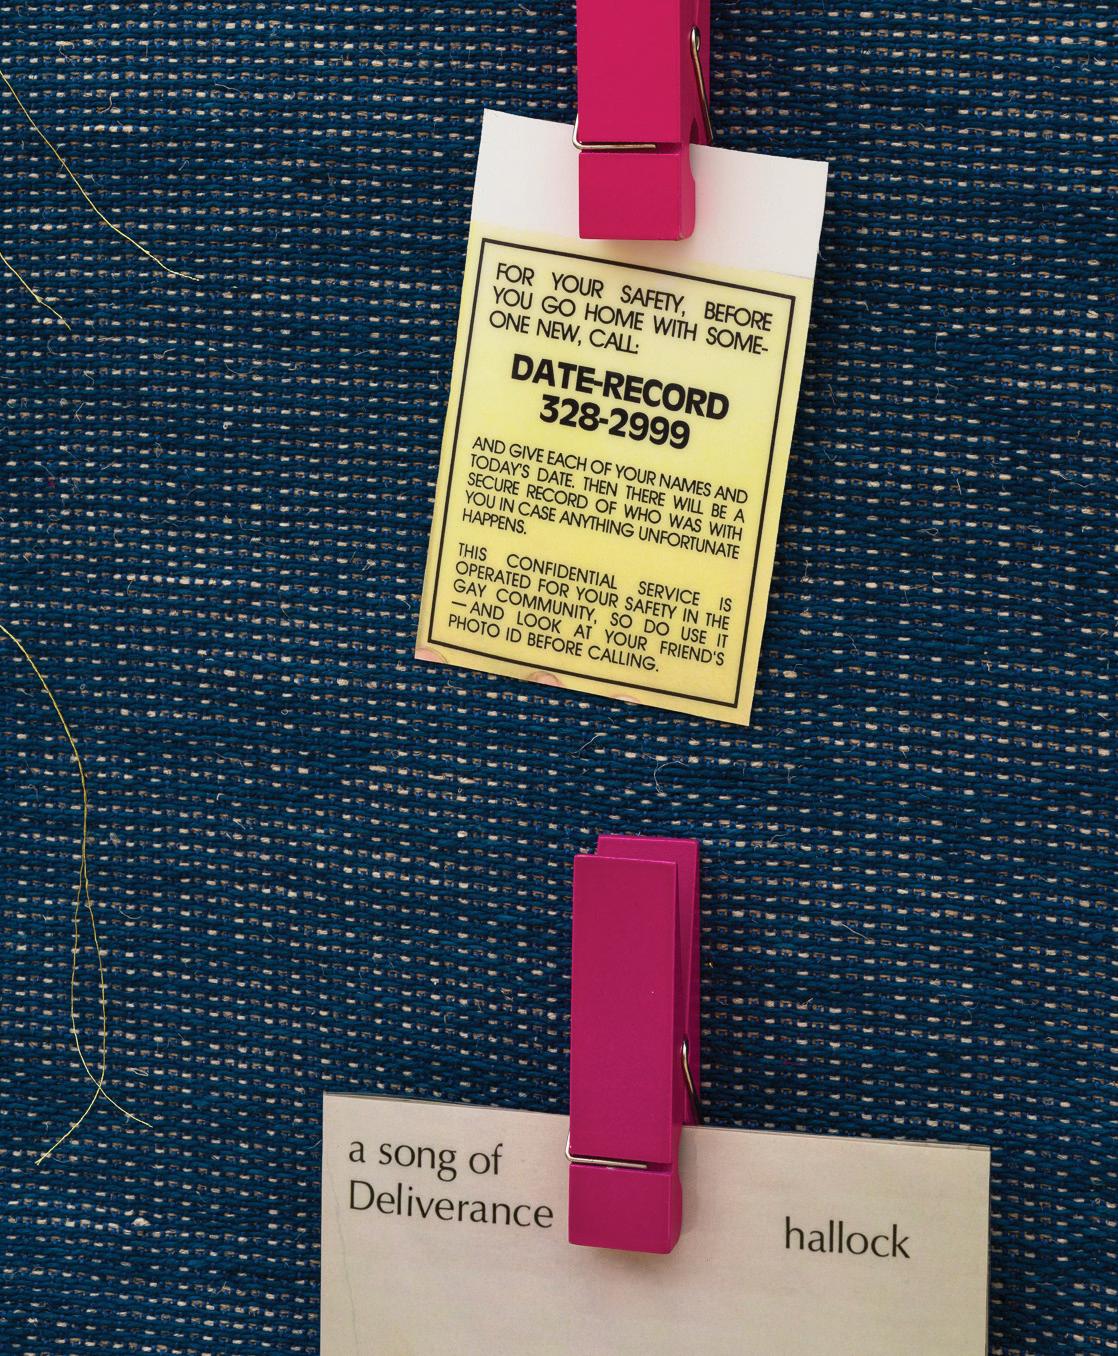 FOR YOUR SAFETY, BEFORE
YOU GO HOME WITH SOME-
ONE NEW, CALL:
DATE-RECORD
328-2999
AND GIVE EACH OF YOUR NAMES AND
TODAY'S DATE. THEN THERE WILL BE A
SECURE RECORD OF WHO WAS WITH
YOU IN CASE ANYTHING UNFORTUNATE
HAPPENS.
THIS CONFIDENTIAL SERVICE IS
OPERATED FOR YOUR SAFETY IN THE
GAY COMMUNITY, SO DO USE IT
—AND LOOK AT YOUR FRIEND'S
PHOTO ID BEFORE CALLING.
a song of
Deliverance
hallock